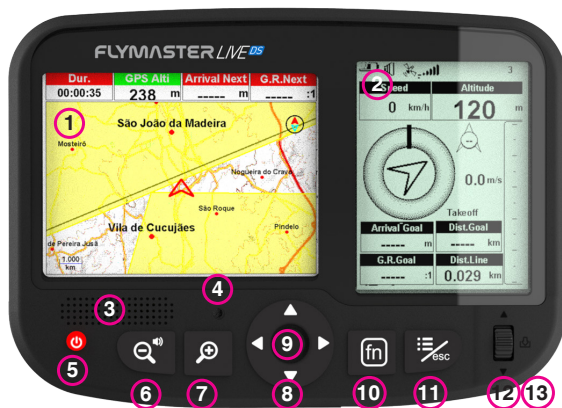 FLYMASTER LIVE DS
Dur. GPS Alti Arrival Next G.R.Next
00:00:35 238 m ----- m ----- :1
1
São João da Madeira
Mosteirô
Nogueira do Cravo
São Roque
Vila de Cucujães
Pindelo
de Pereira Jusã
1.000
km
3
2
Speed Altitude
0 km/h 120 m
0.0 m/s
Takeoff
Arrival Goal Dist.Goal
----- m ----- km
G.R.Goal Dist.Line
----- :1 0.029 km
3
4
5
6
7
8
9
fn
esc
10
11
12
13